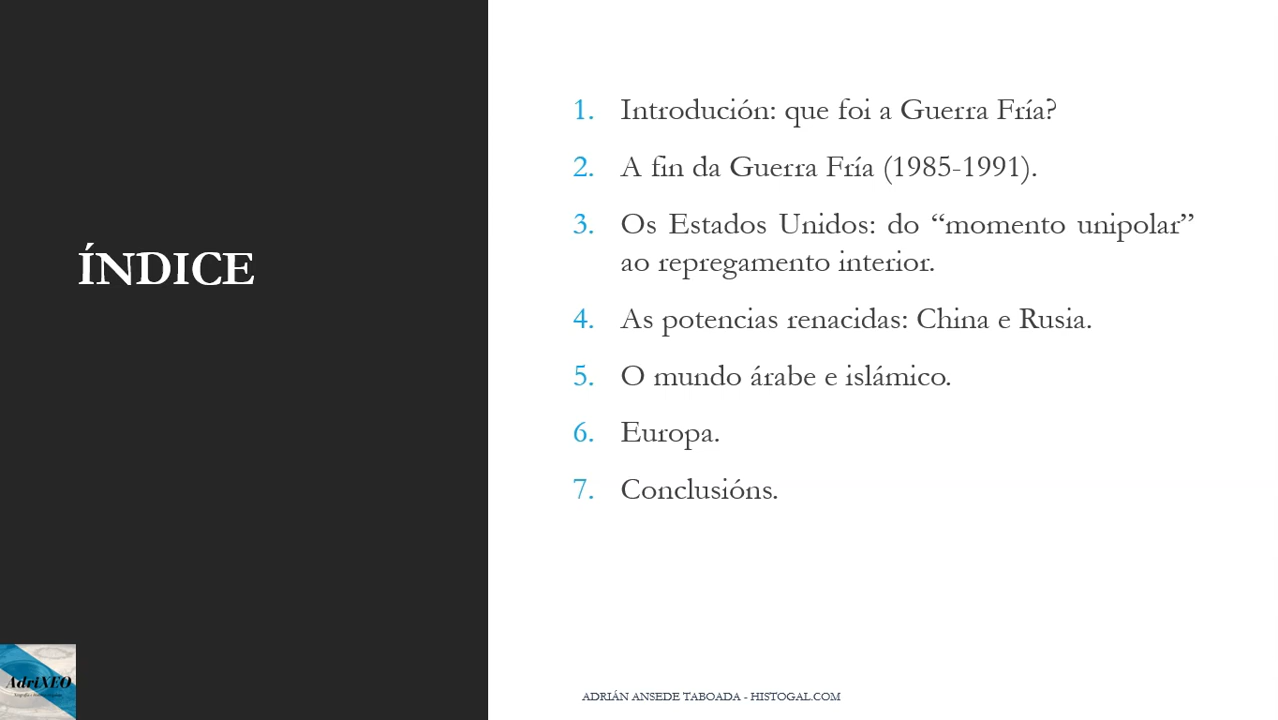 ÍNDICE
1. Introdución: que foi a Guerra Fría?
2. A fin da Guerra Fría (1985-1991).
3. Os Estados Unidos: do “momento unipolar”
ao repregamento interior.
4. As potencias renacidas: China e Rusia.
5. O mundo árabe e islámico.
6. Europa.
7. Conclusións.
AdriXEO
ADRIÁN ANSEDE TABOADA - HISTOGAL.COM